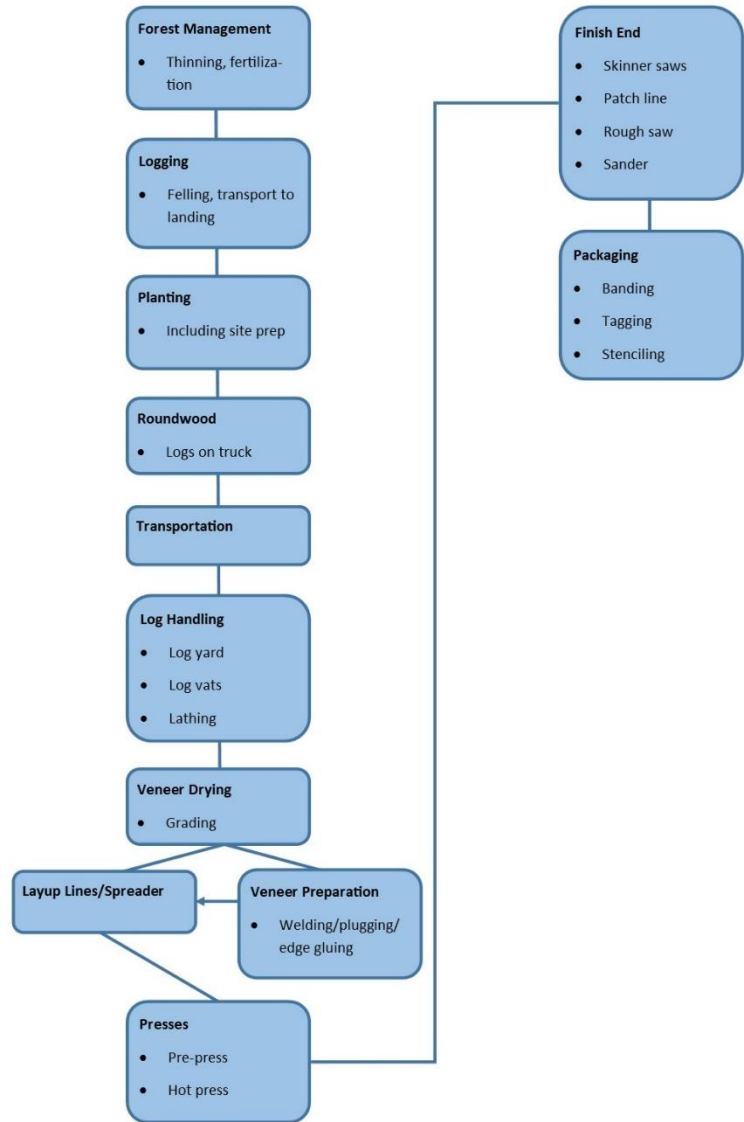 Forest Management
• Thinning, fertiliza-
tion
Logging
• Felling, transport to
landing
Planting
• Including site prep
Roundwood
• Logs on truck
Transportation
Log Handling
• Log yard
• Log vats
• Lathing
Veneer Drying
• Grading
Layup Lines/Spreader
Veneer Preparation
• Welding/plugging/
edge gluing
Presses
• Pre-press
• Hot press
Finish End
• Skinner saws
• Patch line
• Rough saw
• Sander
Packaging
• Banding
• Tagging
• Stenciling